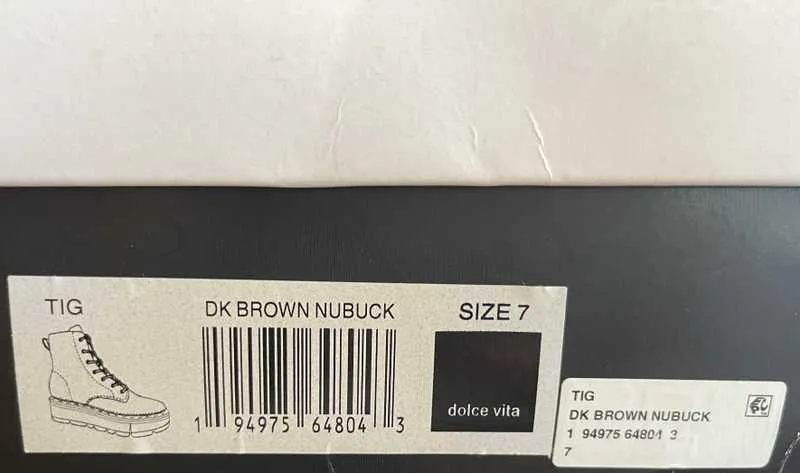 TIG
DK BROWN NUBUCK
SIZE 7
1 94975 64804 3
dolce vita
TIG
DK BROWN NUBUCK
1 94975 64804 3
7